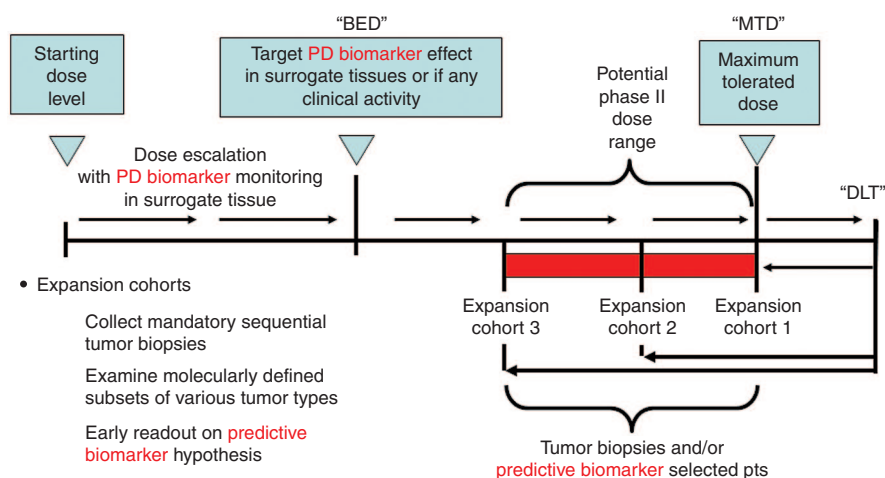 “BED”
“MTD”
Starting
dose
level
Target PD biomarker effect
in surrogate tissues or if any
clinical activity
Potential
phase II
dose
range
Maximum
tolerated
dose
Dose escalation
with PD biomarker monitoring
in surrogate tissue
“DLT”
• Expansion cohorts
Collect mandatory sequential
tumor biopsies
Examine molecularly defined
subsets of various tumor types
Early readout on predictive
biomarker hypothesis
Expansion
cohort 3
Expansion
cohort 2
Expansion
cohort 1
Tumor biopsies and/or
predictive biomarker selected pts